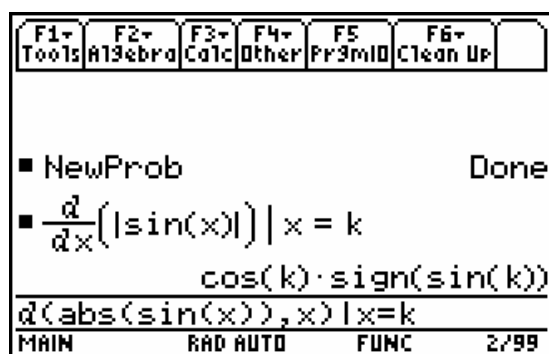 F1▾ F2▾ F3▾ F4▾ F5 F6▾
Tools Algebra Calc Other PrgmIO Clean Up
▪ NewProb Done
▪ d/dx(|sin(x)|) | x = k
cos(k)·sign(sin(k))
d(abs(sin(x)),x)|x=k
MAIN RAD AUTO FUNC 2/99